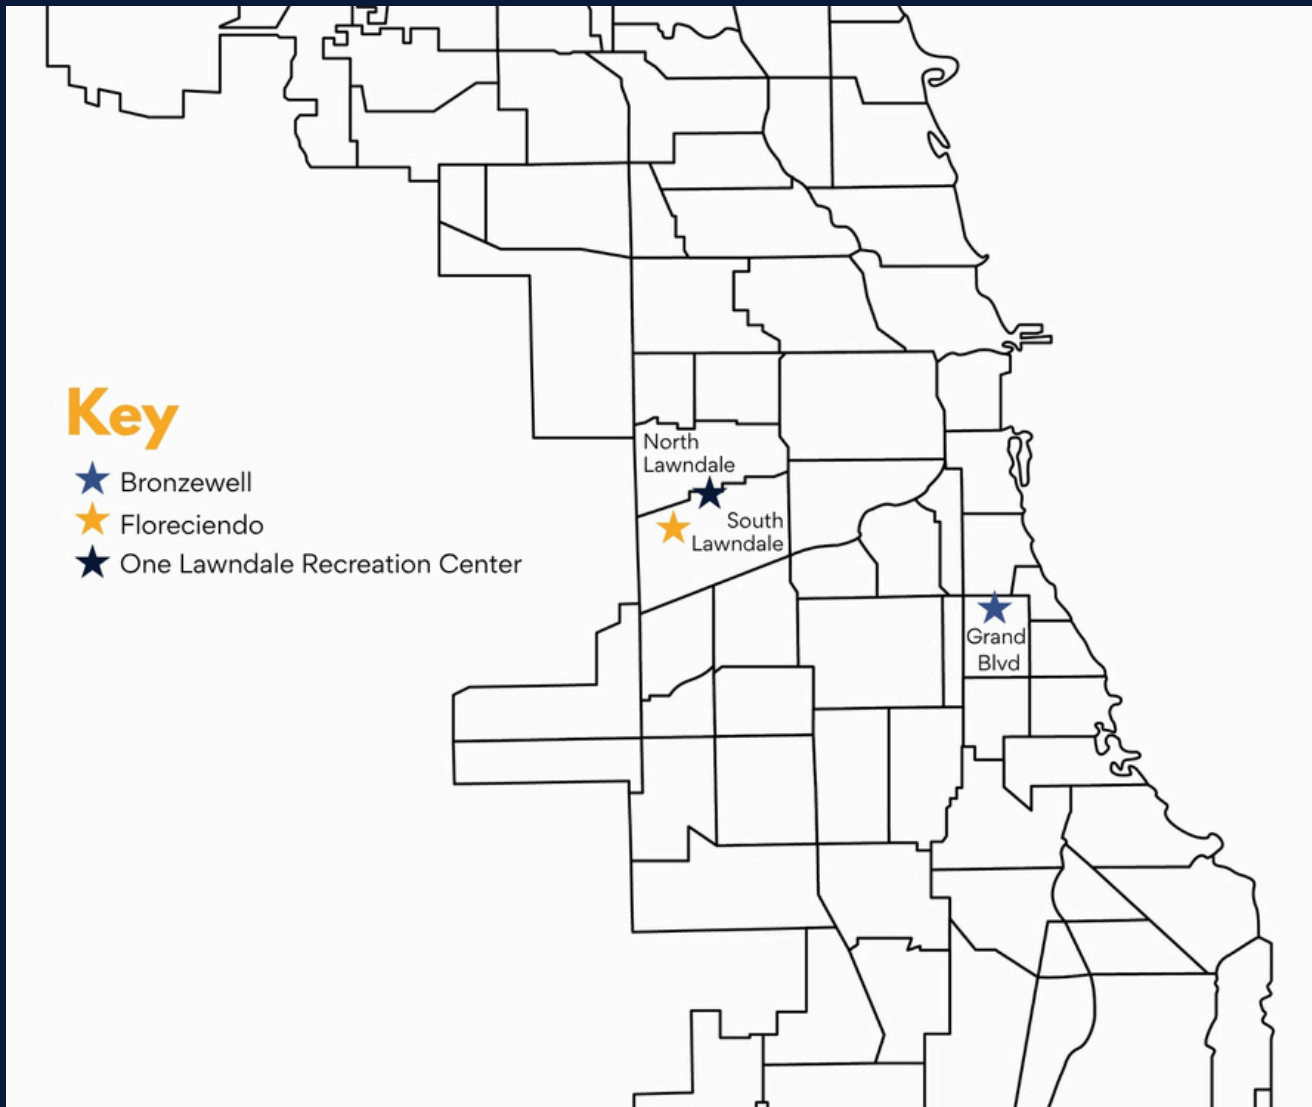 Key
Bronzewell
Floreciendo
One Lawndale Recreation Center
North
Lawndale
South
Lawndale
Grand
Blvd